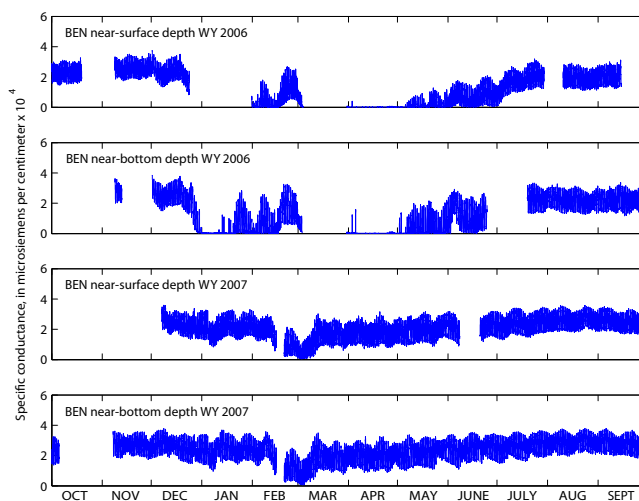 Specific conductance, in microsiemens per centimeter x 10 4
BEN near-surface depth WY 2006
6
4
2
0
BEN near-bottom depth WY 2006
6
4
2
0
BEN near-surface depth WY 2007
6
4
2
0
BEN near-bottom depth WY 2007
6
4
2
0
OCT NOV DEC JAN FEB MAR APR MAY JUNE JULY AUG SEPT